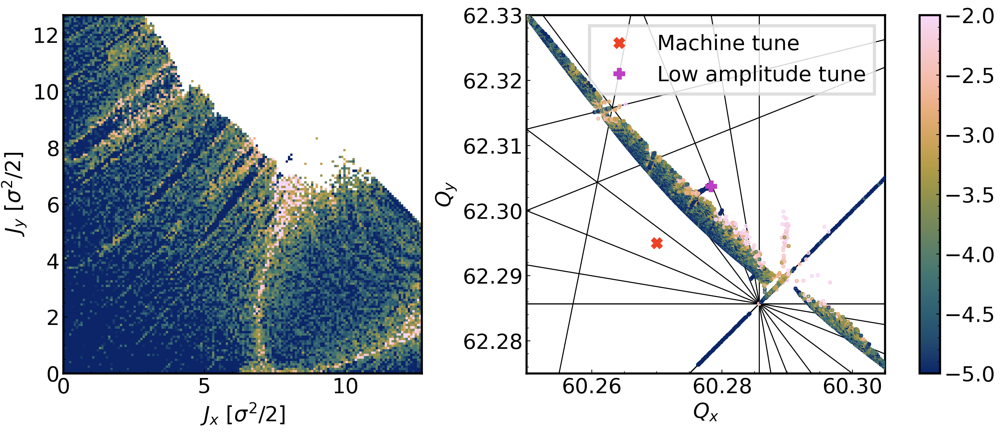 12
10
8
6
4
2
0
0 5 10
J_y [σ²/2]
J_x [σ²/2]
62.33
62.32
62.31
62.30
62.29
62.28
60.26 60.28 60.30
Q_y
Q_x
Machine tune
Low amplitude tune
−2.0
−2.5
−3.0
−3.5
−4.0
−4.5
−5.0